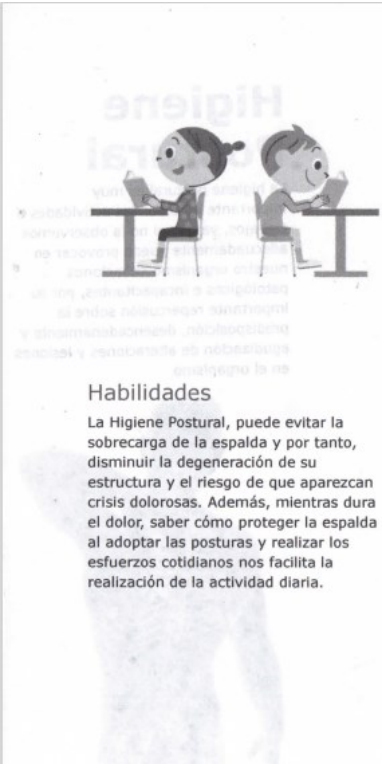 Habilidades
La Higiene Postural, puede evitar la
sobrecarga de la espalda y por tanto,
disminuir la degeneración de su
estructura y el riesgo de que aparezcan
crisis dolorosas. Además, mientras dura
el dolor, saber cómo proteger la espalda
al adoptar las posturas y realizar los
esfuerzos cotidianos nos facilita la
realización de la actividad diaria.